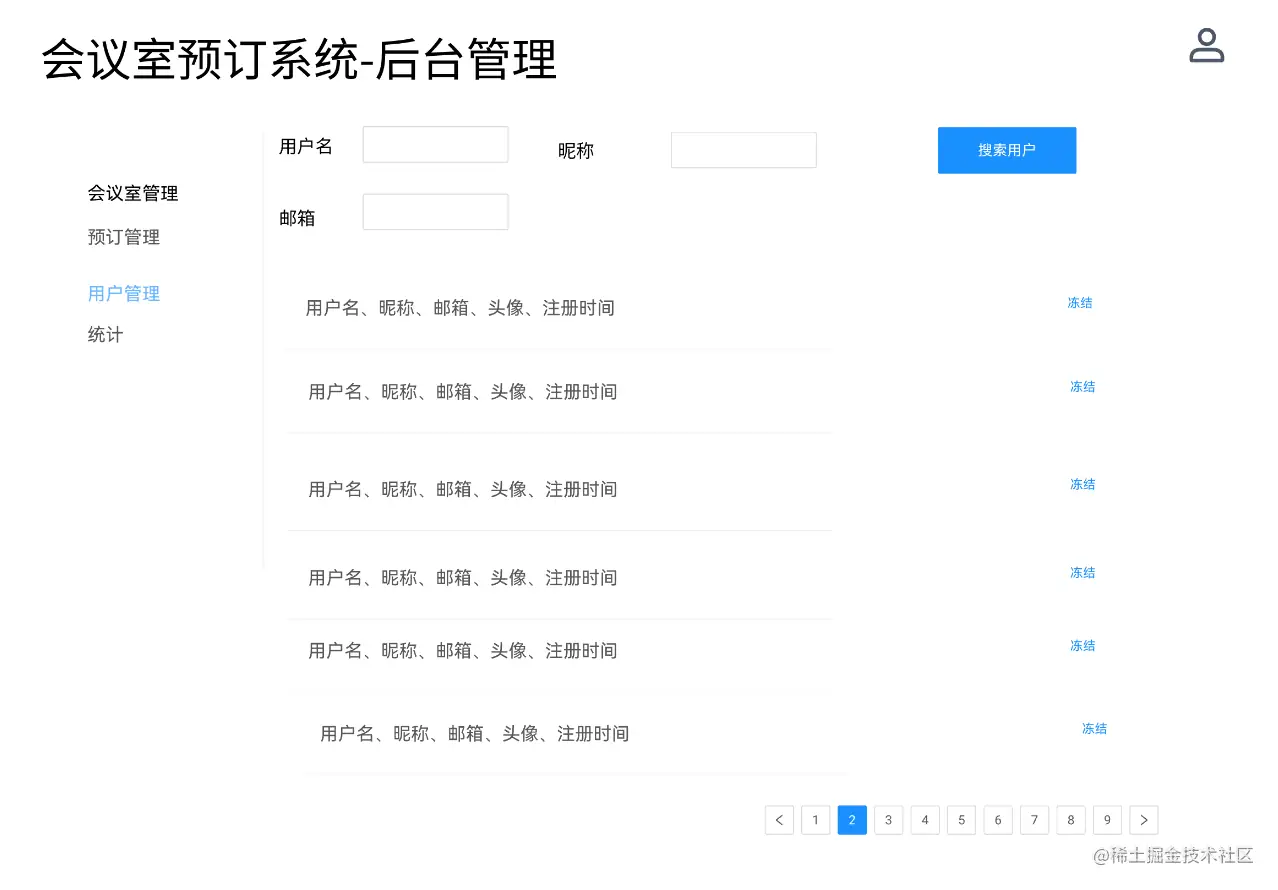 会议室预订系统-后台管理
用户名
昵称
搜索用户
会议室管理
邮箱
预订管理
用户管理
用户名、昵称、邮箱、头像、注册时间 冻结
统计
用户名、昵称、邮箱、头像、注册时间 冻结
用户名、昵称、邮箱、头像、注册时间 冻结
用户名、昵称、邮箱、头像、注册时间 冻结
用户名、昵称、邮箱、头像、注册时间 冻结
用户名、昵称、邮箱、头像、注册时间 冻结
< 1 2 3 4 5 6 7 8 9 >
@稀土掘金技术社区